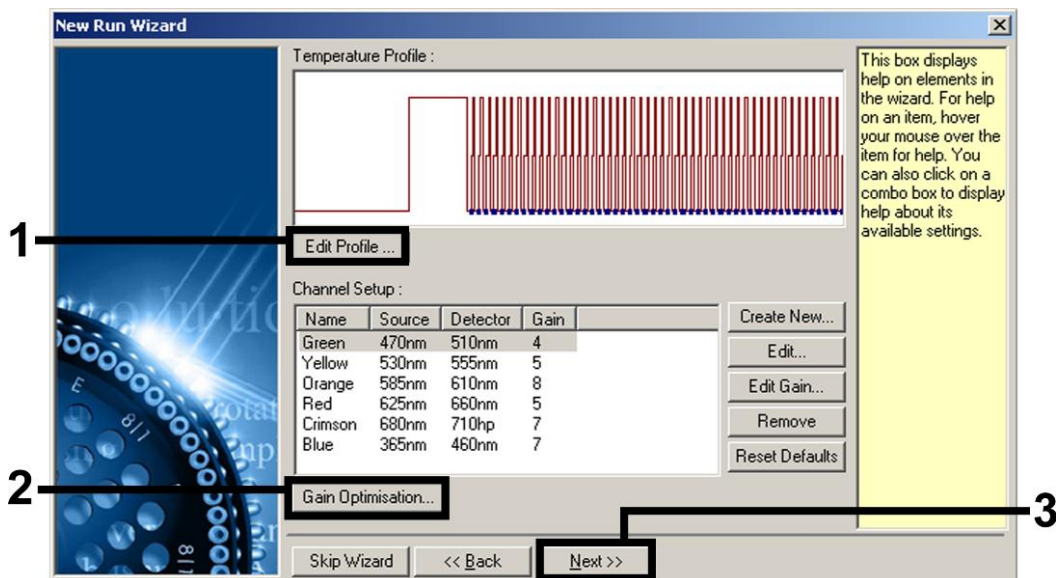 New Run Wizard
Temperature Profile :
This box displays
help on elements in
the wizard. For help
on an item, hover
your mouse over the
item for help. You
can also click on a
combo box to display
help about its
available settings.
1
Edit Profile ...
Channel Setup :
Name Source Detector Gain
Green 470nm 510nm 4
Yellow 530nm 555nm 5
Orange 585nm 610nm 8
Red 625nm 660nm 5
Crimson 680nm 710hp 7
Blue 365nm 460nm 7
Create New...
Edit...
Edit Gain...
Remove
Reset Defaults
2
Gain Optimisation...
3
Skip Wizard
<< Back
Next >>